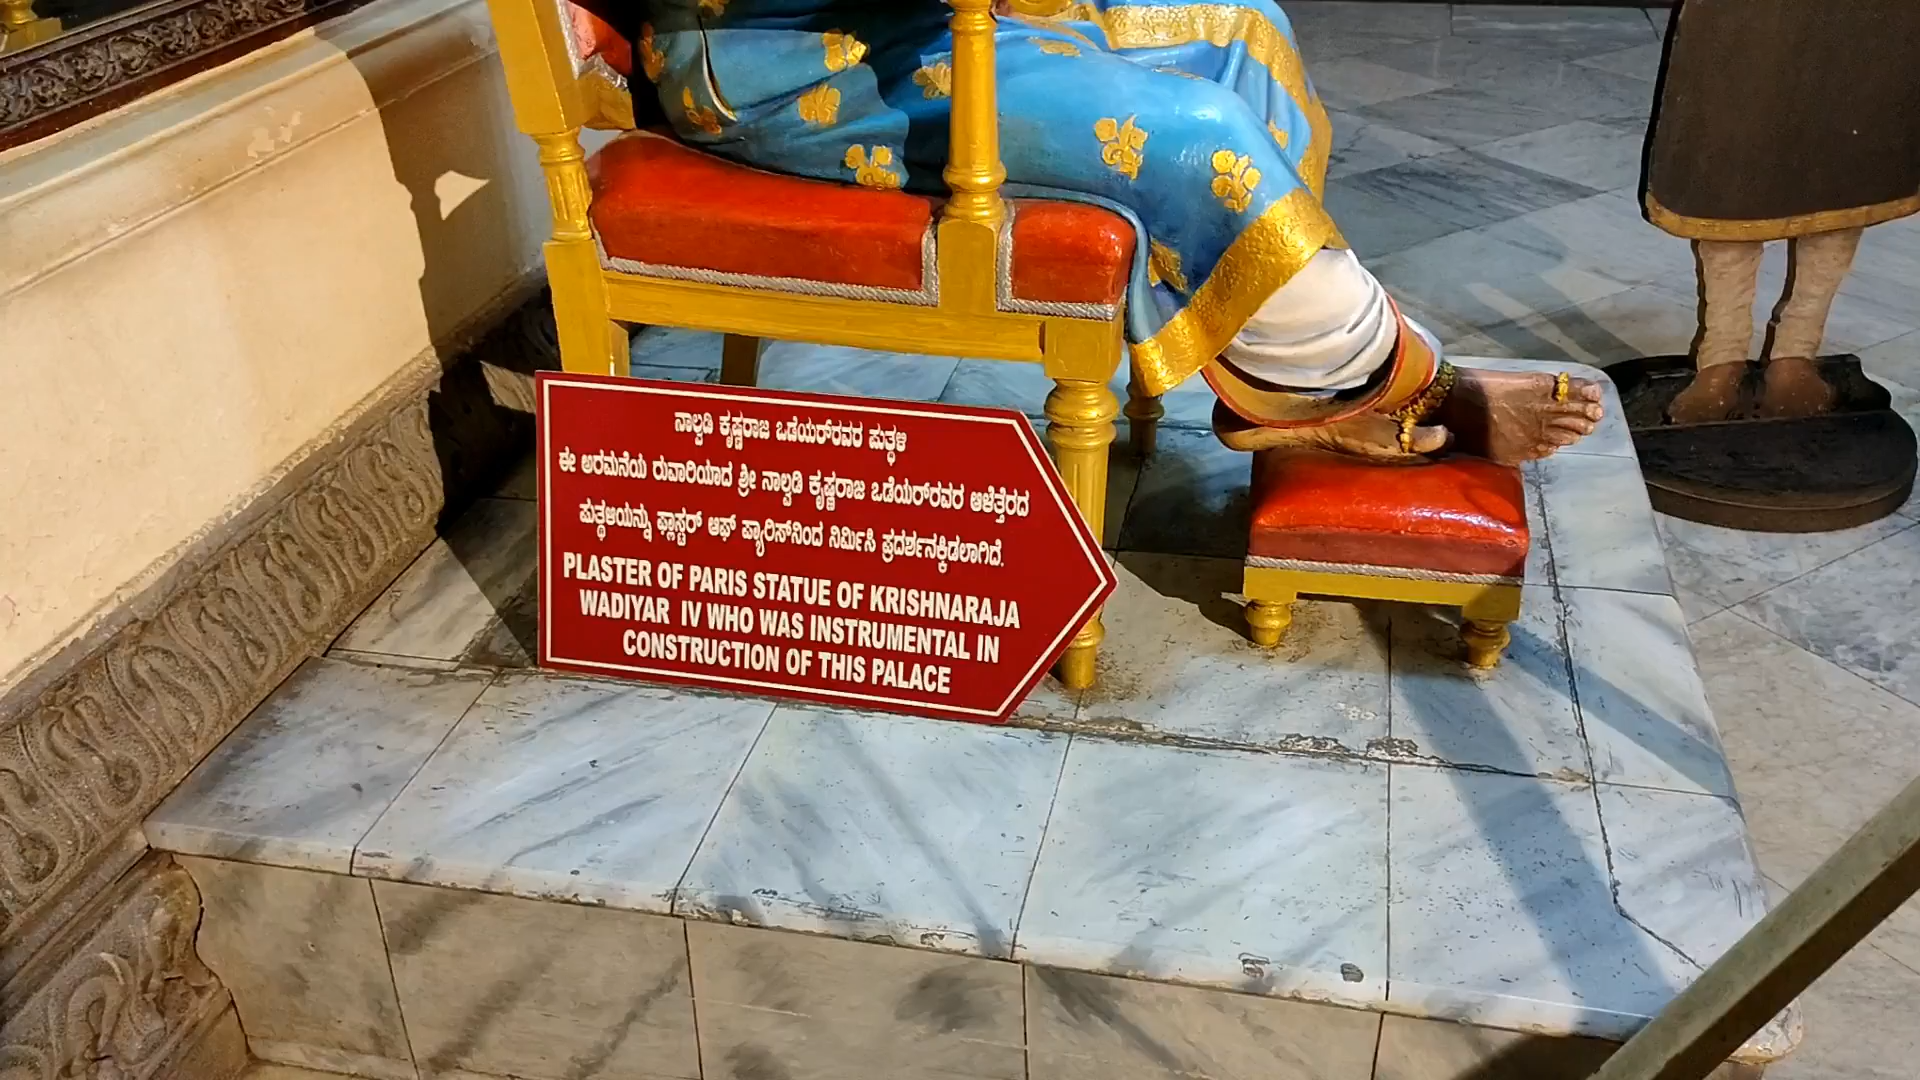 ನಾಲ್ವಡಿ ಕೃಷ್ಣರಾಜ ಒಡೆಯರ್‌ರವರ ಪುತ್ಥಳಿ
ಈ ಅರಮನೆಯ ರುವಾರಿಯಾದ ಶ್ರೀ ನಾಲ್ವಡಿ ಕೃಷ್ಣರಾಜ ಒಡೆಯರ್‌ರವರ ಆಳೆತ್ತೆರದ
ಪುತ್ಥಳಿಯನ್ನು ಫ್ಲಾಸ್ಟರ್ ಆಫ್ ಪ್ಯಾರಿಸ್‌ನಿಂದ ನಿರ್ಮಿಸಿ ಪ್ರದರ್ಶನಕ್ಕಿಡಲಾಗಿದೆ.
PLASTER OF PARIS STATUE OF KRISHNARAJA
WADIYAR IV WHO WAS INSTRUMENTAL IN
CONSTRUCTION OF THIS PALACE